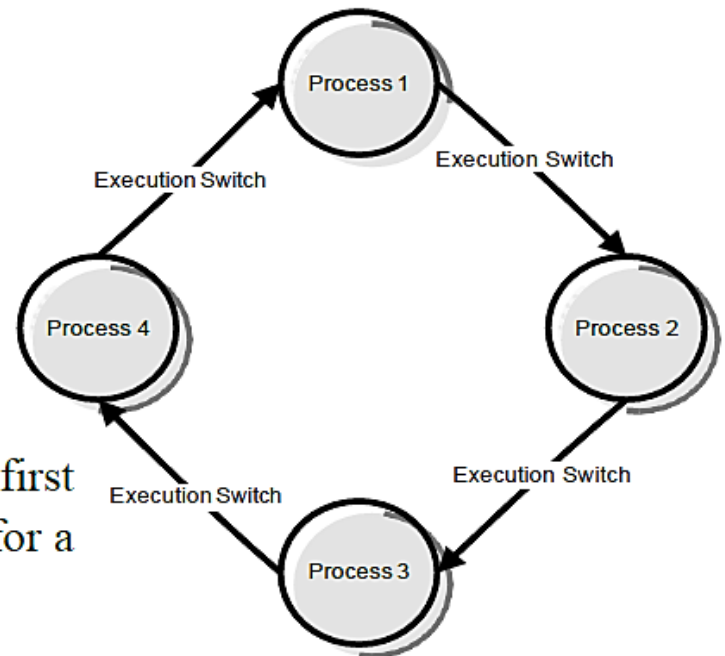 Process 1
Execution Switch
Execution Switch
Process 4
Process 2
first
for a
Execution Switch
Execution Switch
Process 3